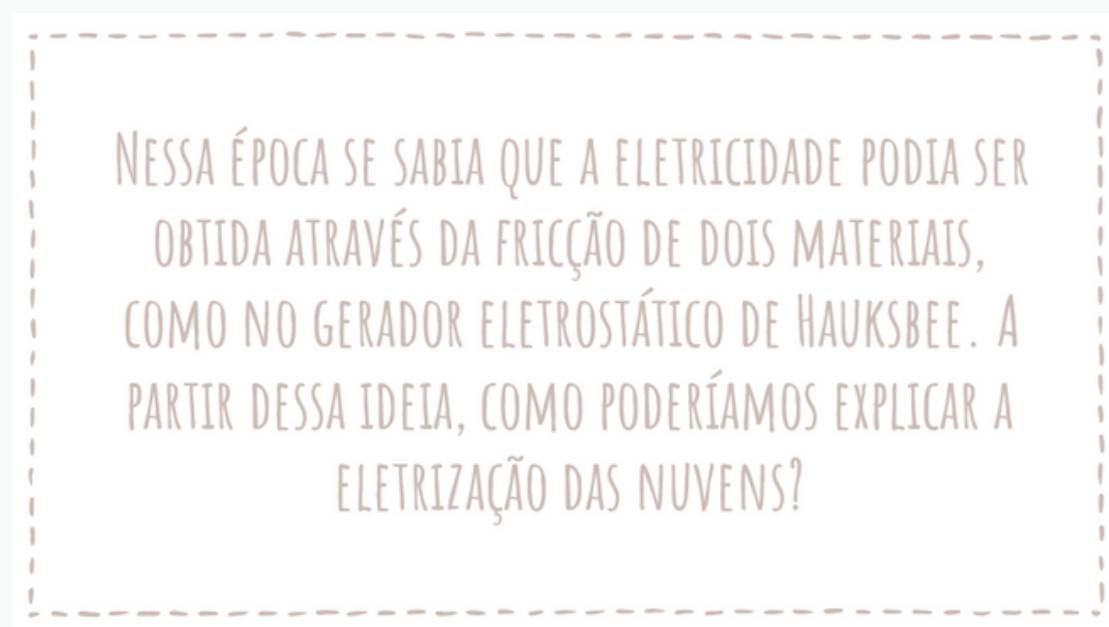 Nessa época se sabia que a eletricidade podia ser
obtida através da fricção de dois materiais,
como no gerador eletrostático de Hauksbee. A
partir dessa ideia, como poderíamos explicar a
eletrização das nuvens?